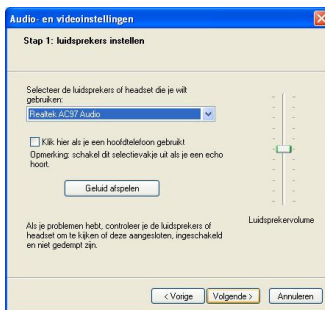 Audio- en videoinstellingen
Stap 1: luidsprekers instellen
Selecteer de luidsprekers of headset die je wilt
gebruiken:
Realtek AC97 Audio
Klik hier als je een hoofdtelefoon gebruikt
Opmerking: schakel dit selectievakje uit als je een echo
hoort.
Geluid afspelen
Luidsprekervolume
Als je problemen hebt, controleer je de luidsprekers of
headset om te kijken of deze aangesloten, ingeschakeld
en niet gedempt zijn.
< Vorige
Volgende >
Annuleren